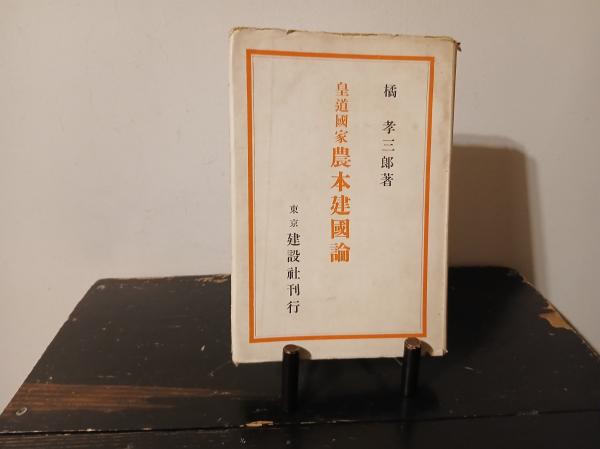 橘 孝三郎著
皇道國家 農本建國論
東京 建設社刊行